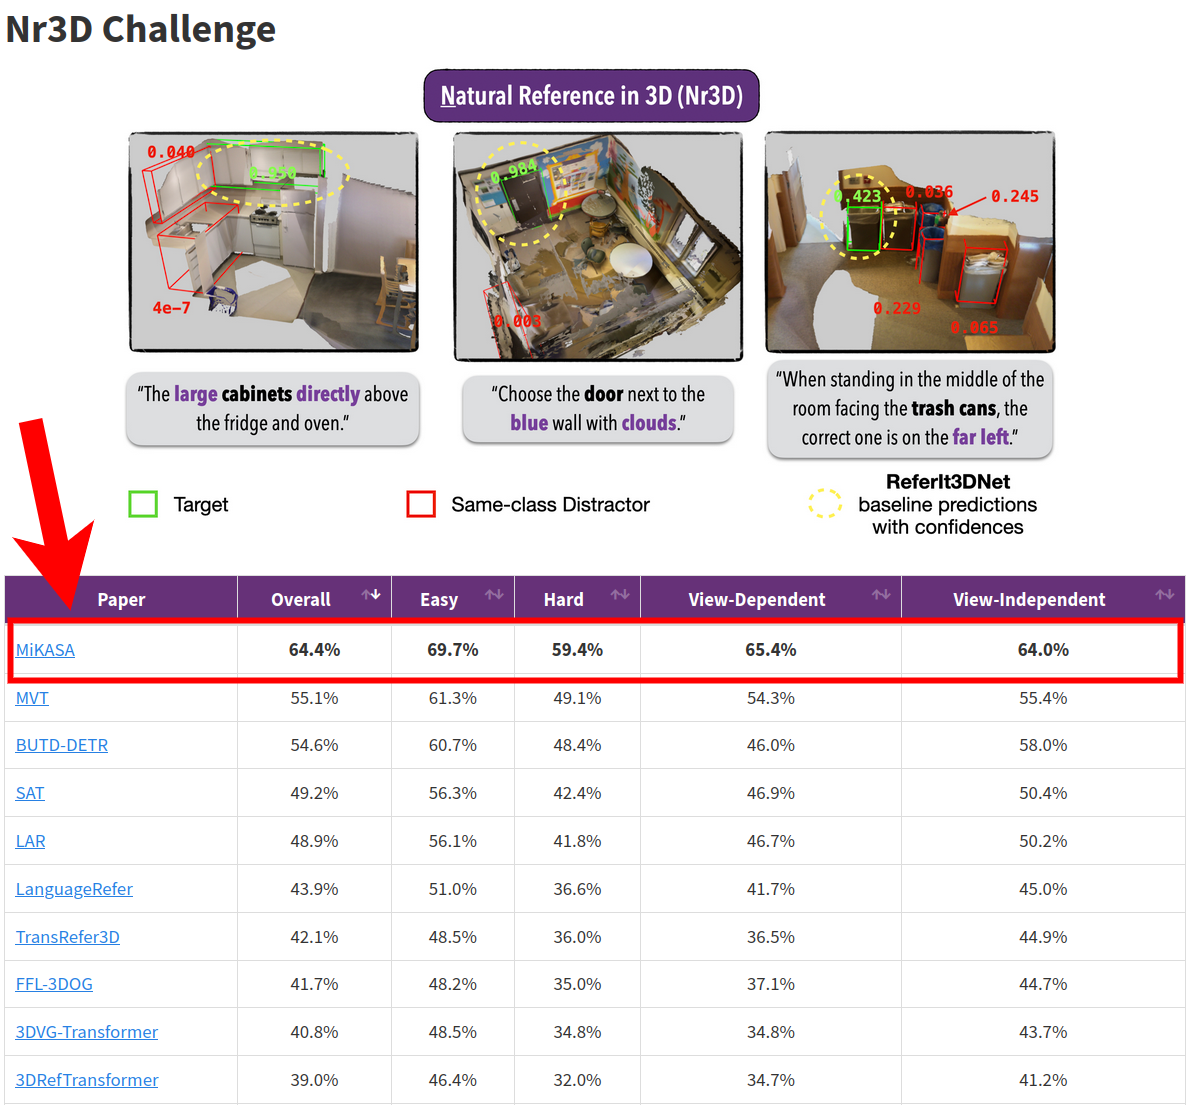 Nr3D Challenge
Natural Reference in 3D (Nr3D)
0.040
0.950
4e-7
0.984
0.003
0.423
0.036
0.245
0.229
0.065
“The large cabinets directly above
the fridge and oven.”
“Choose the door next to the
blue wall with clouds.”
“When standing in the middle of the
room facing the trash cans, the
correct one is on the far left.”
Target
Same-class Distractor
ReferIt3DNet
baseline predictions
with confidences
Paper Overall Easy Hard View-Dependent View-Independent
MiKASA 64.4% 69.7% 59.4% 65.4% 64.0%
MVT 55.1% 61.3% 49.1% 54.3% 55.4%
BUTD-DETR 54.6% 60.7% 48.4% 46.0% 58.0%
SAT 49.2% 56.3% 42.4% 46.9% 50.4%
LAR 48.9% 56.1% 41.8% 46.7% 50.2%
LanguageRefer 43.9% 51.0% 36.6% 41.7% 45.0%
TransRefer3D 42.1% 48.5% 36.0% 36.5% 44.9%
FFL-3DOG 41.7% 48.2% 35.0% 37.1% 44.7%
3DVG-Transformer 40.8% 48.5% 34.8% 34.8% 43.7%
3DRefTransformer 39.0% 46.4% 32.0% 34.7% 41.2%